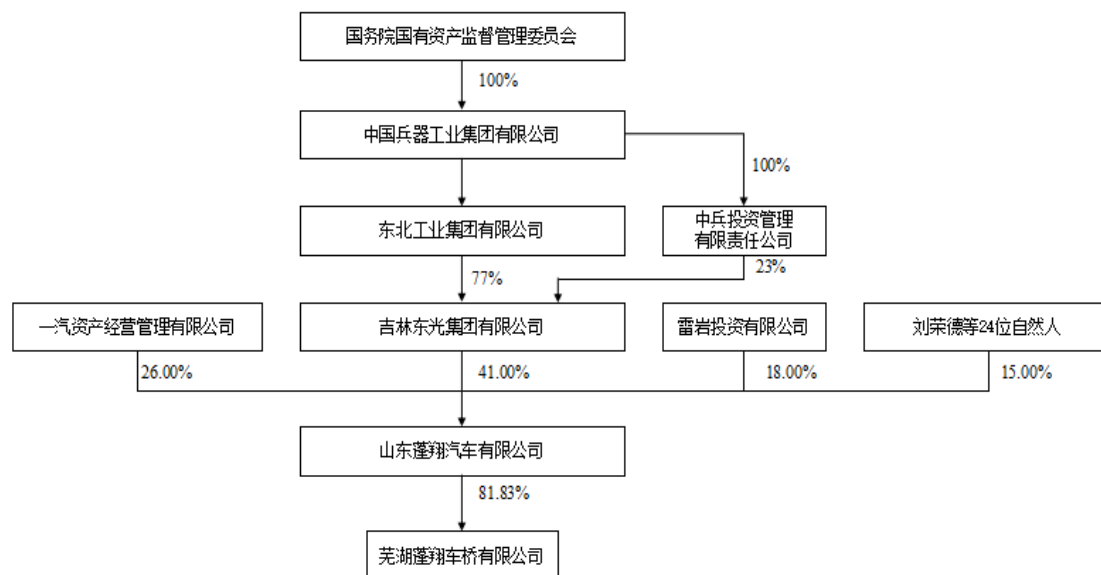 国务院国有资产监督管理委员会
100%
中国兵器工业集团有限公司
100%
东北工业集团有限公司
中兵投资管理
有限责任公司
77%
23%
一汽资产经营管理有限公司
吉林东光集团有限公司
雷岩投资有限公司
刘荣德等24位自然人
26.00%
41.00%
18.00%
15.00%
山东蓬翔汽车有限公司
81.83%
芜湖蓬翔车桥有限公司